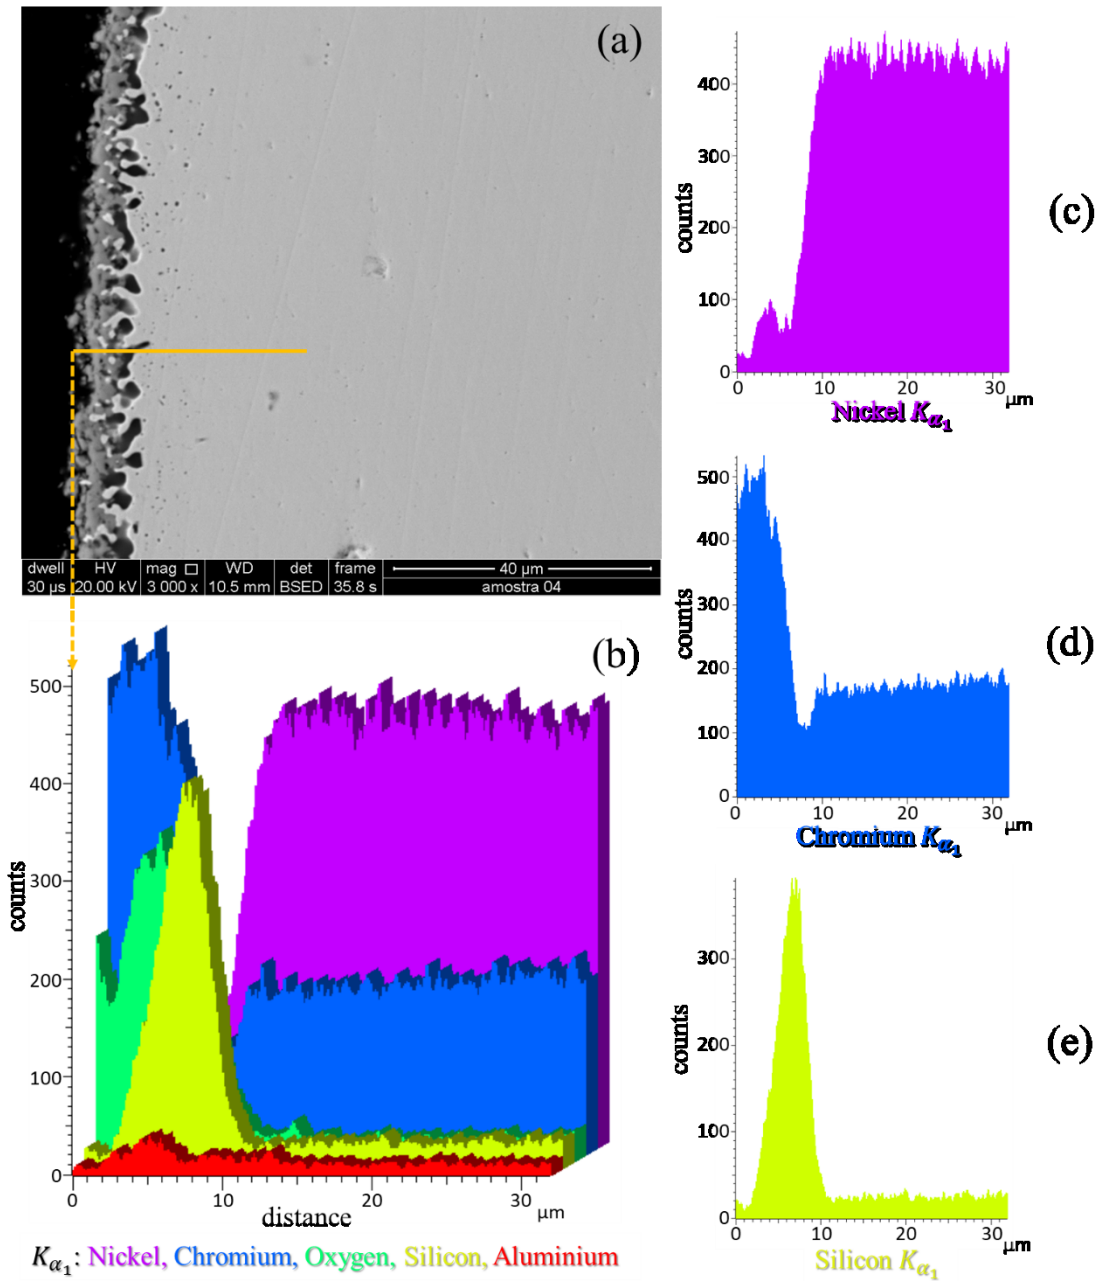 (a)
dwell HV mag □ WD det frame
30 µs 20.00 kV 3 000 x 10.5 mm BSED 35.8 s
40 µm
amostra 04
(b)
500
400
300
200
100
0
counts
0 10 20 30
distance
µm
Kα1: Nickel, Chromium, Oxygen, Silicon, Aluminium
(c)
400
300
200
100
0
counts
0 10 20 30
µm
Nickel Kα1
(d)
500
400
300
200
100
0
counts
0 10 20 30
µm
Chromium Kα1
(e)
300
200
100
0
counts
0 10 20 30
µm
Silicon Kα1